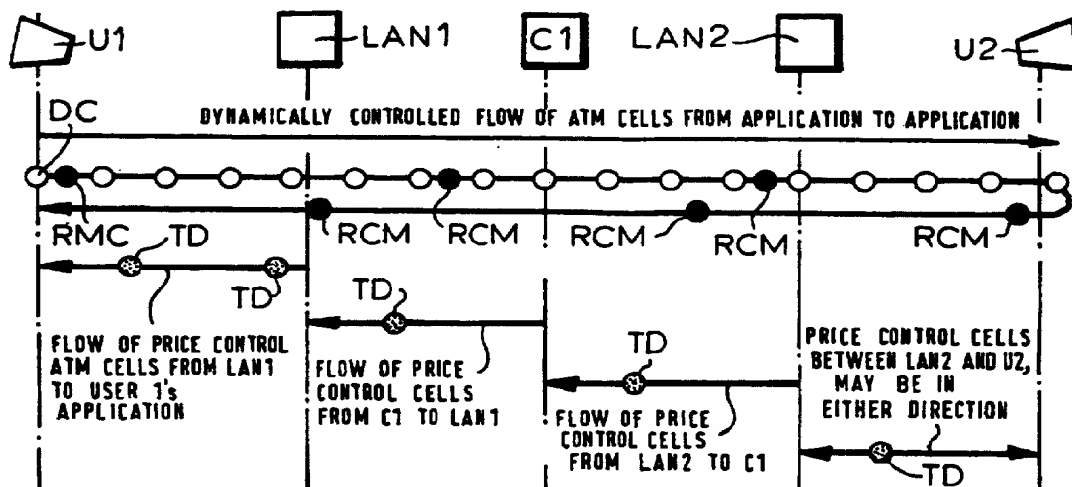 U1
LAN1
C1
LAN2
U2
DC
DYNAMICALLY CONTROLLED FLOW OF ATM CELLS FROM APPLICATION TO APPLICATION
RMC
RCM
RCM
RCM
RCM
RCM
TD
TD
FLOW OF PRICE CONTROL
ATM CELLS FROM LAN1
TO USER 1's
APPLICATION
TD
FLOW OF PRICE
CONTROL CELLS
FROM C1 TO LAN1
TD
FLOW OF PRICE
CONTROL CELLS
FROM LAN2 TO C1
PRICE CONTROL CELLS
BETWEEN LAN2 AND U2,
MAY BE IN
EITHER DIRECTION
TD